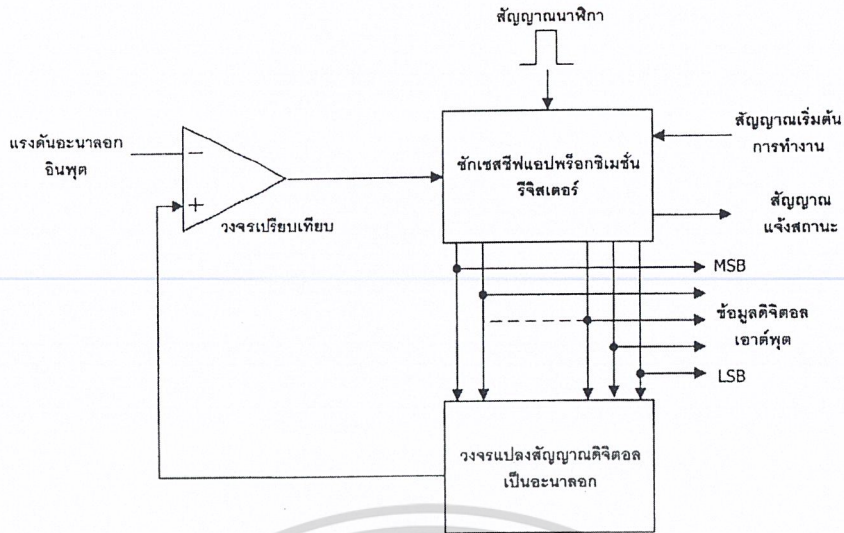 สัญญาณนาฬิกา
แรงดันอะนาลอก
อินพุต
−
+
วงจรเปรียบเทียบ
ซักเซสซีฟแอปพร็อกซิเมชั่น
รีจิสเตอร์
สัญญาณเริ่มต้น
การทำงาน
สัญญาณ
แจ้งสถานะ
MSB
ข้อมูลดิจิตอล
เอาต์พุต
LSB
วงจรแปลงสัญญาณดิจิตอล
เป็นอะนาลอก